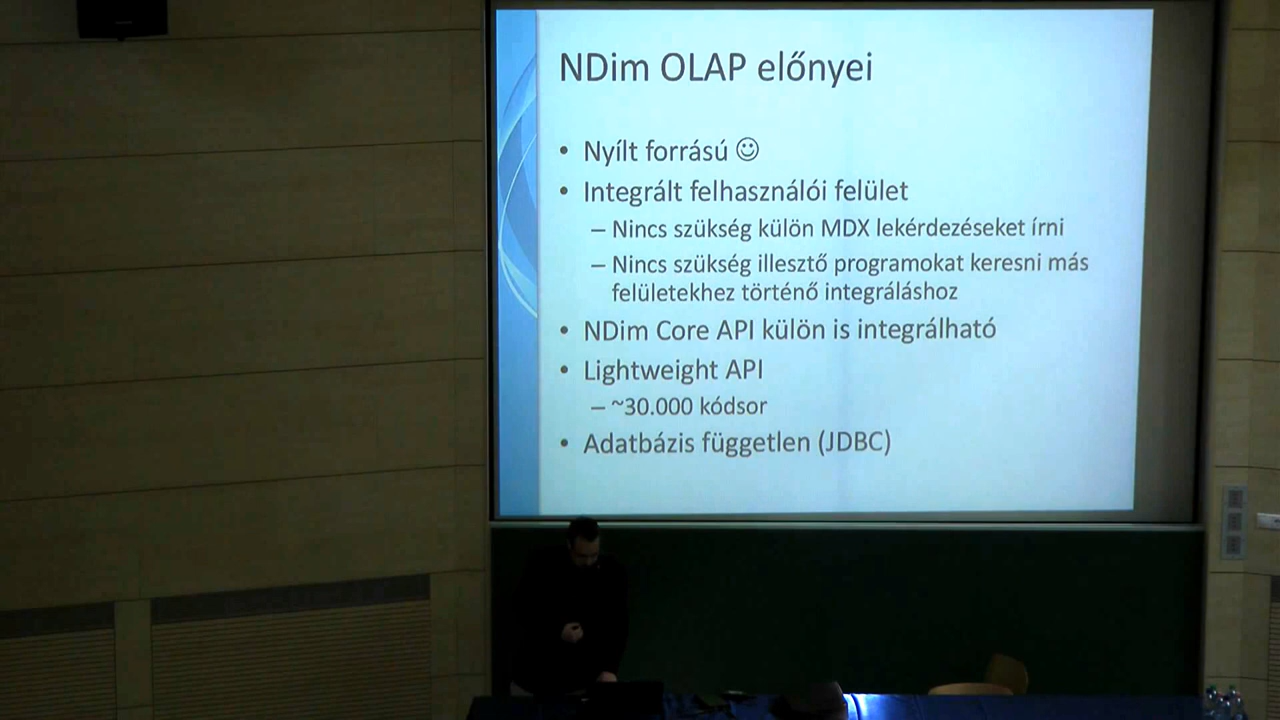 NDim OLAP előnyei
• Nyílt forrású ☺
• Integrált felhasználói felület
– Nincs szükség külön MDX lekérdezéseket írni
– Nincs szükség illesztő programokat keresni más
felületekhez történő integráláshoz
• NDim Core API külön is integrálható
• Lightweight API
– ~30.000 kódsor
• Adatbázis független (JDBC)